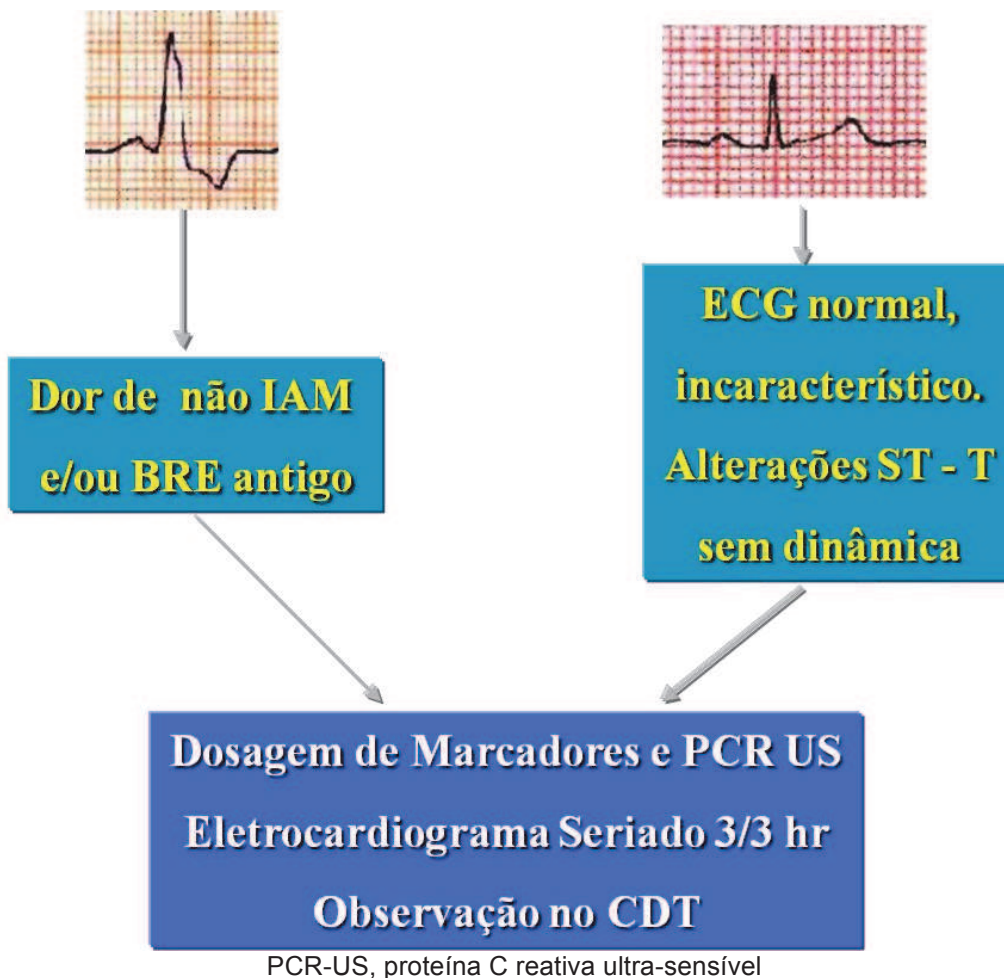 Dor de não IAM
e/ou BRE antigo
ECG normal,
incaracterístico.
Alterações ST - T
sem dinâmica
Dosagem de Marcadores e PCR US
Eletrocardiograma Seriado 3/3 hr
Observação no CDT
PCR-US, proteína C reativa ultra-sensível